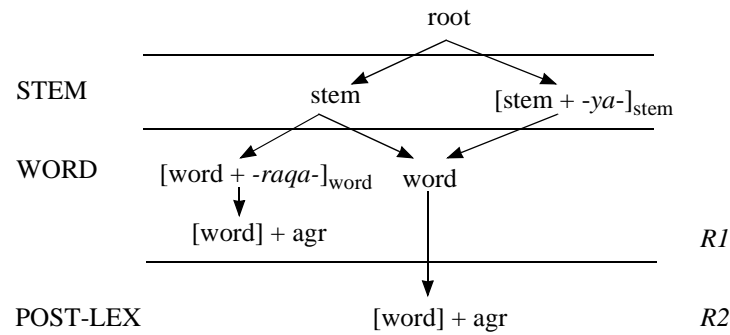 root
STEM stem [stem + -ya-]stem
WORD [word + -raqa-]word word
[word] + agr R1
POST-LEX [word] + agr R2